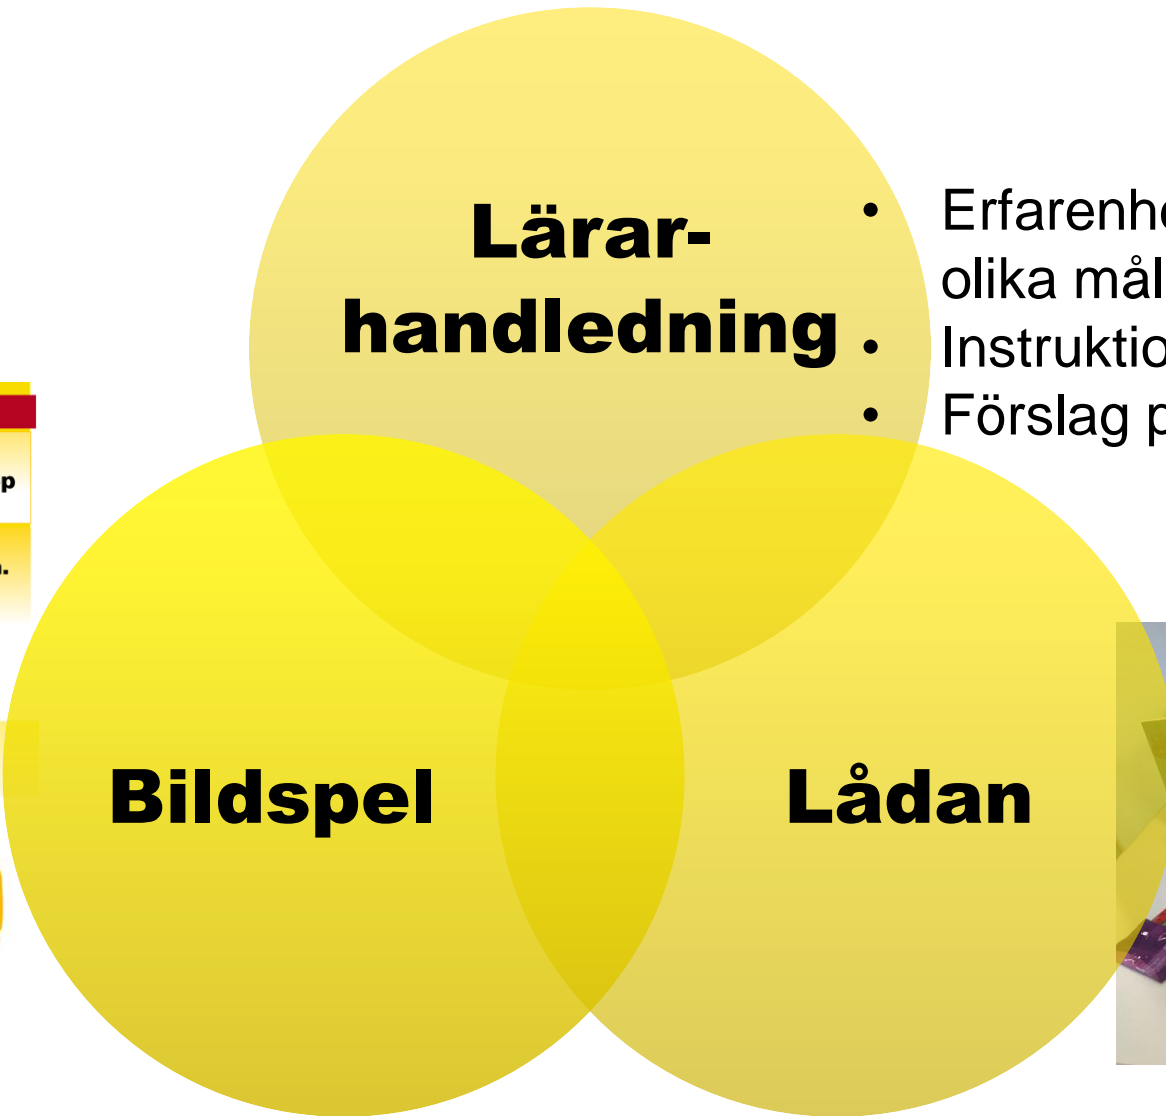 Lärar-
handledning
• Erfarenhe
olika mål
• Instruktio
• Förslag p
p
.
Bildspel
Lådan